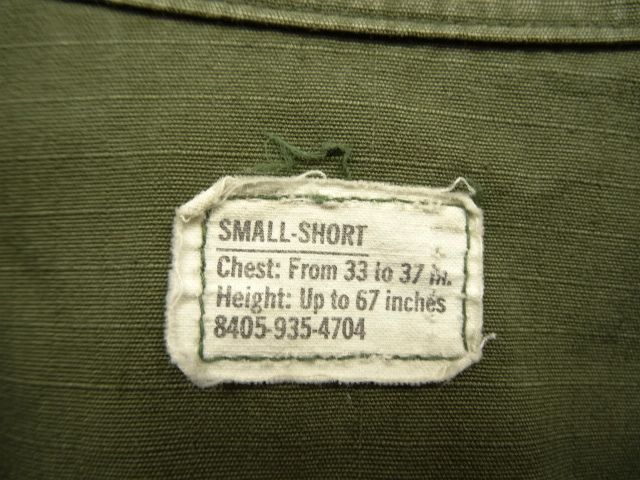 SMALL-SHORT
Chest: From 33 to 37 in.
Height: Up to 67 inches
8405-935-4704